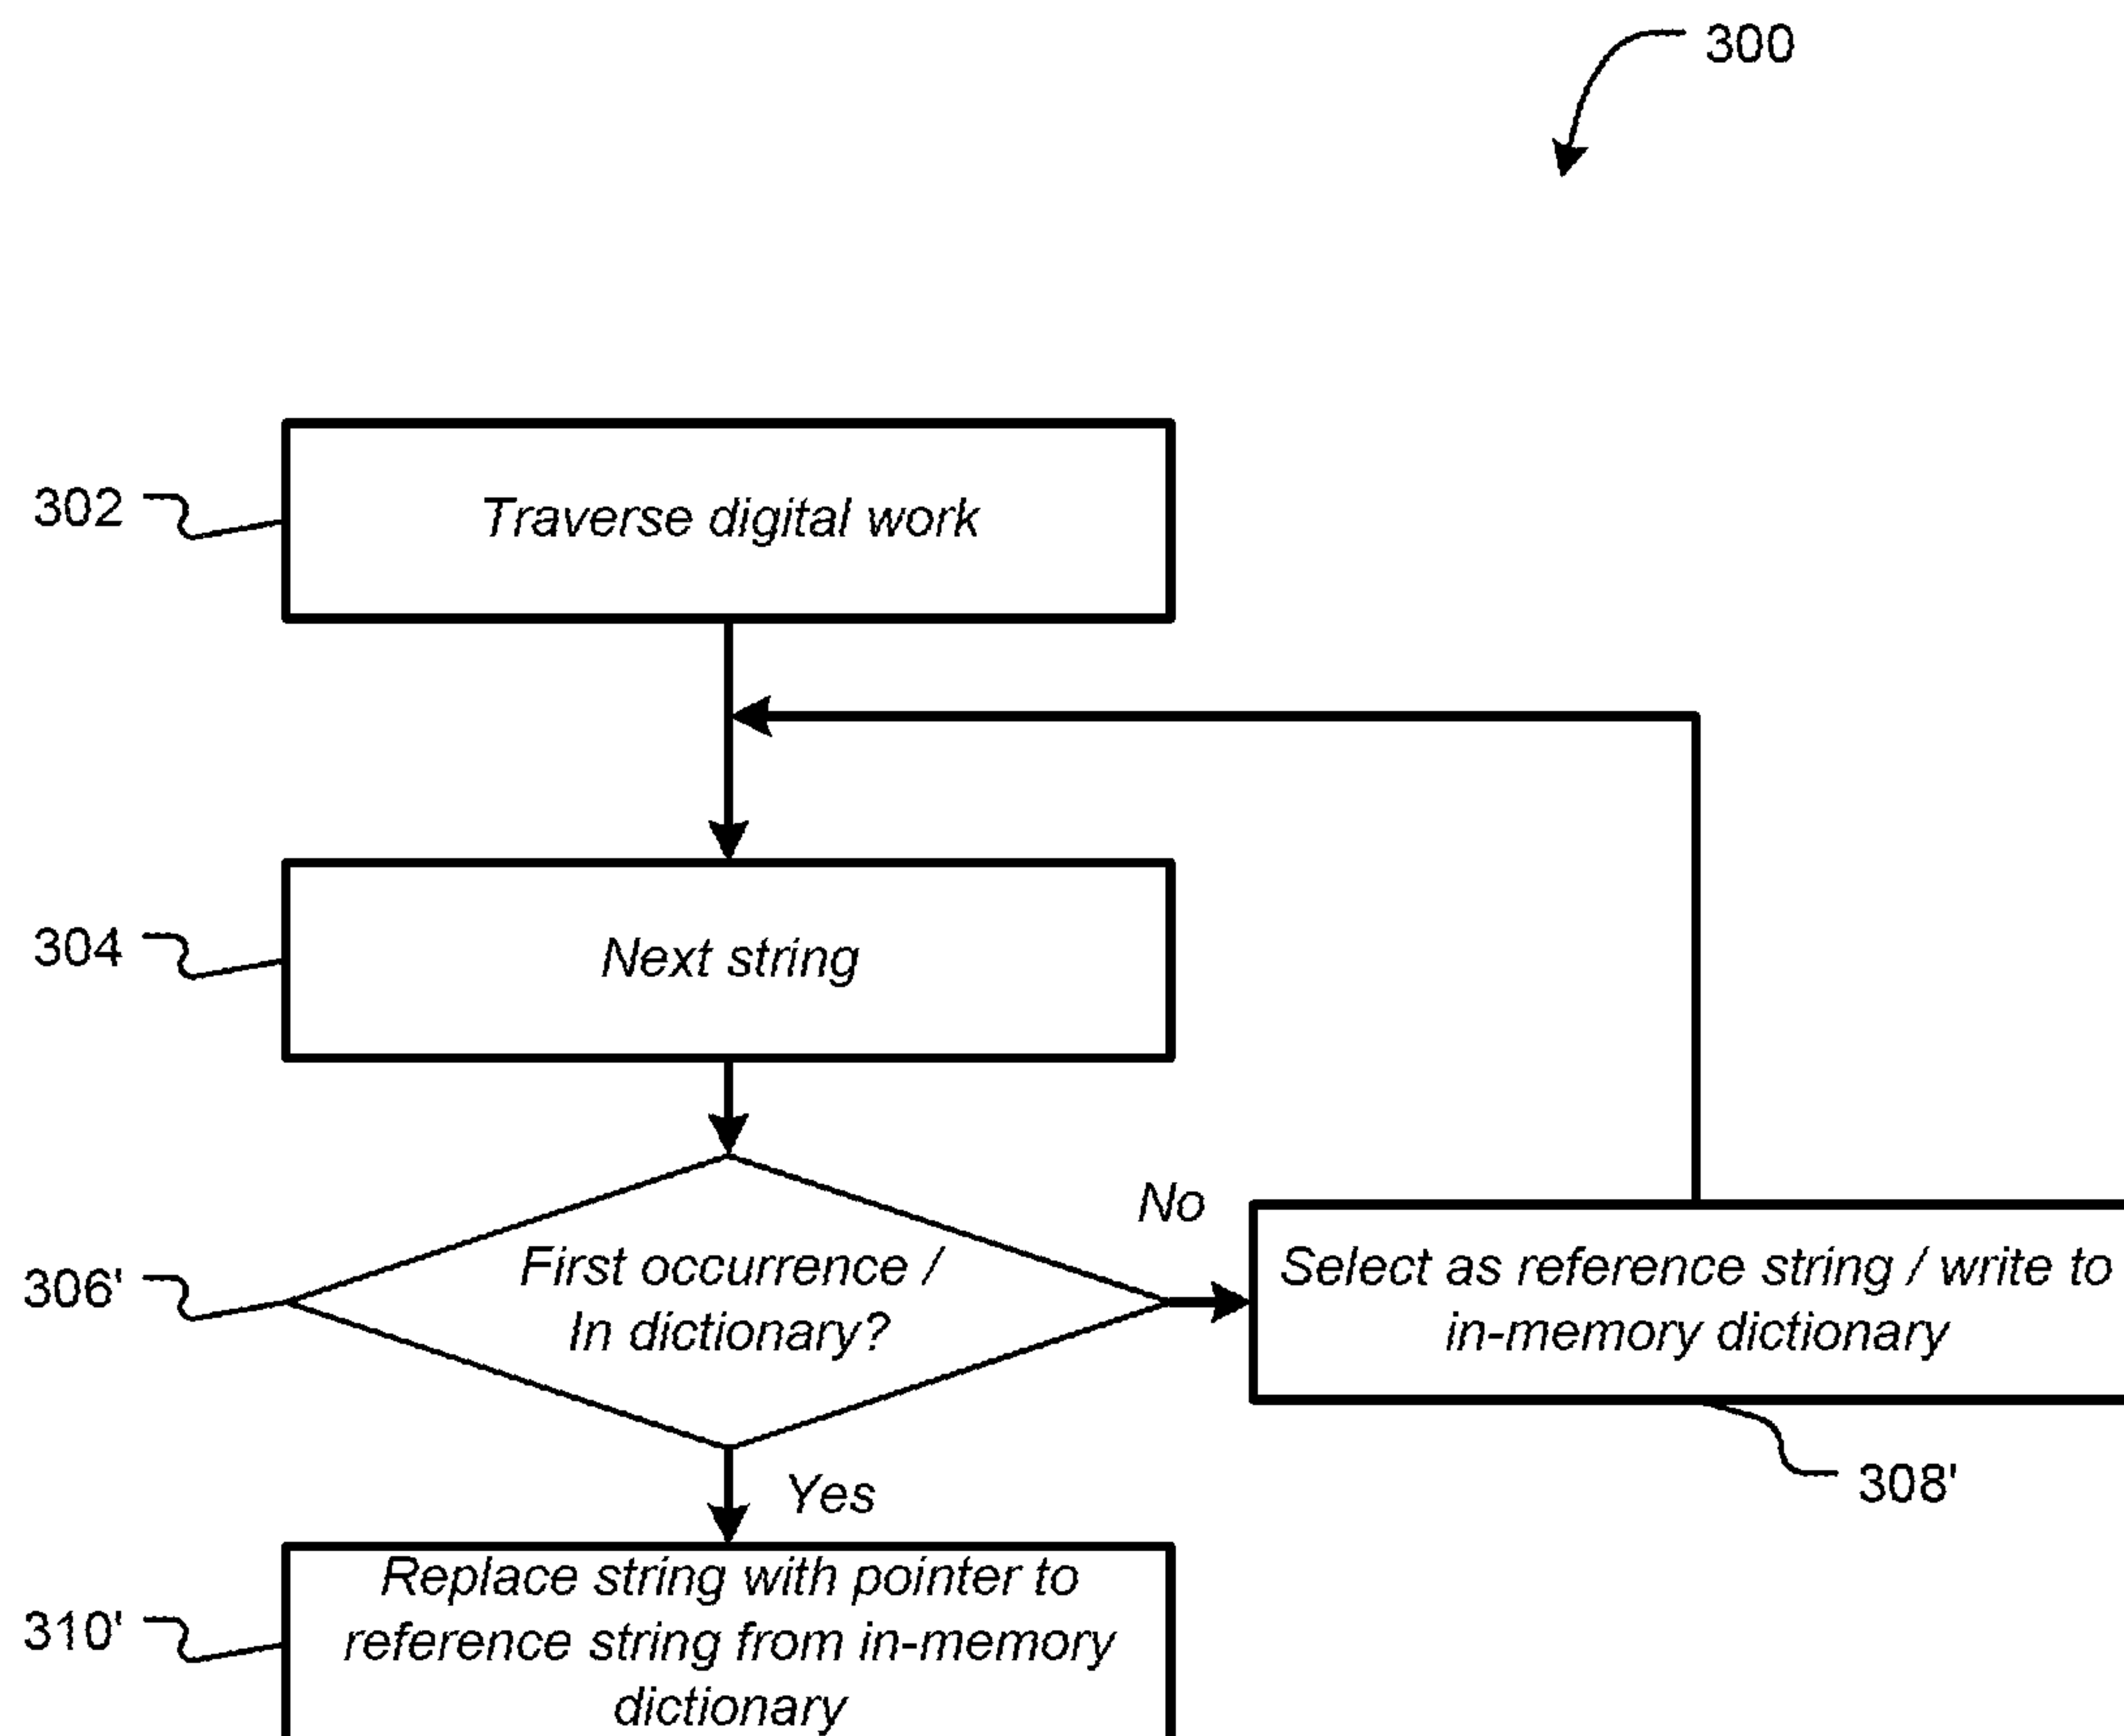 300
302
Traverse digital work
304
Next string
No
306'
First occurrence /
In dictionary?
Select as reference string / write to
in-memory dictionary
308'
Yes
310'
Replace string with pointer to
reference string from in-memory
dictionary